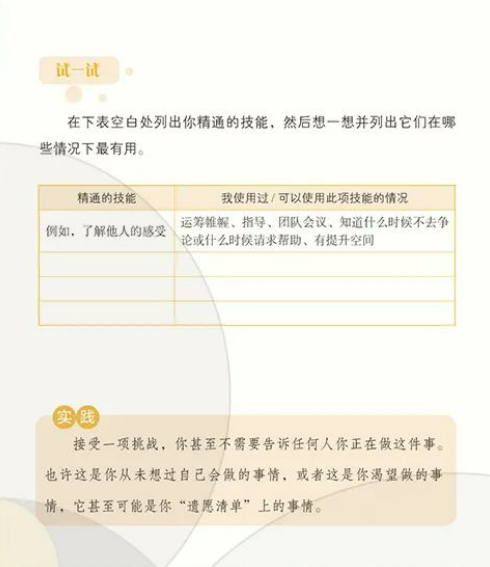 试一试
在下表空白处列出你精通的技能，然后想一想并列出它们在哪
些情况下最有用。
精通的技能 我使用过/可以使用此项技能的情况
例如，了解他人的感受 运筹帷幄、指导、团队会议、知道什么时候不去争
论或什么时候请求帮助、有提升空间
实践
接受一项挑战，你甚至不需要告诉任何人你正在做这件事。
也许这是你从未想过自己会做的事情，或者这是你渴望做的事
情，它甚至可能是你“遗愿清单”上的事情。